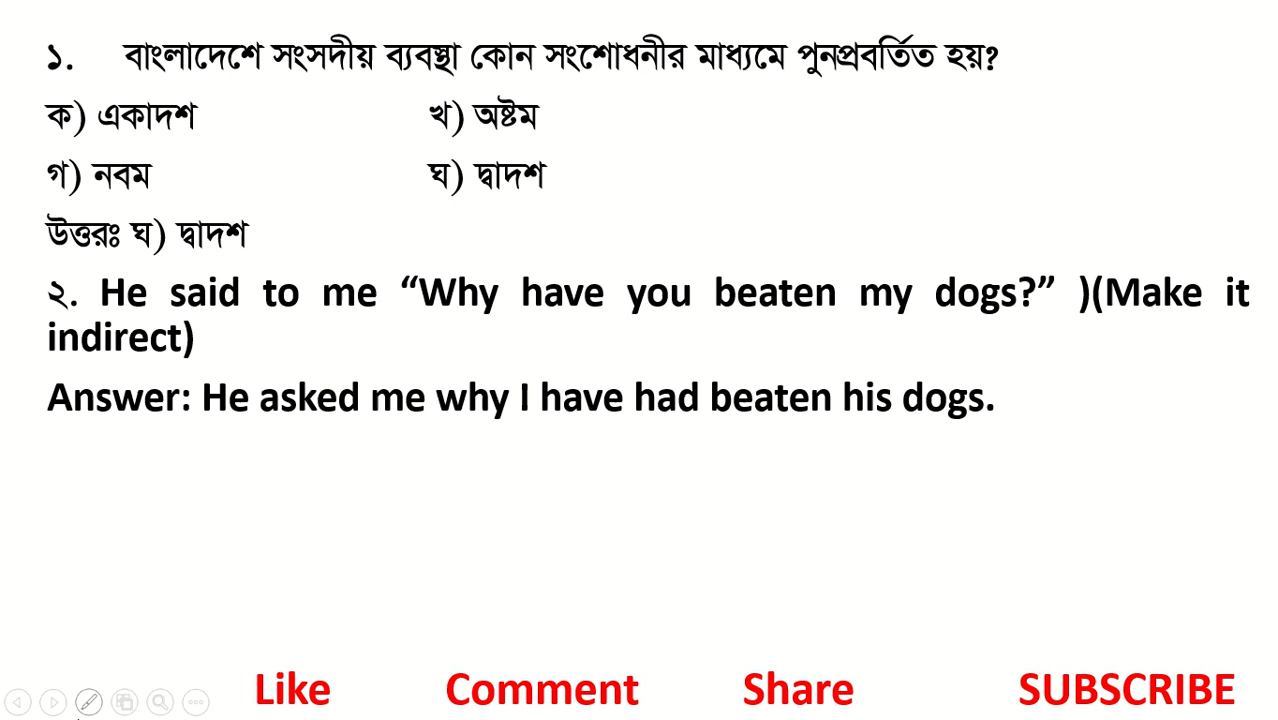 ১. বাংলাদেশে সংসদীয় ব্যবস্থা কোন সংশোধনীর মাধ্যমে পুনপ্রবর্তিত হয়?
ক) একাদশ খ) অষ্টম
গ) নবম ঘ) দ্বাদশ
উত্তরঃ ঘ) দ্বাদশ
২. He said to me “Why have you beaten my dogs?” )(Make it
indirect)
Answer: He asked me why I have had beaten his dogs.
Like Comment Share SUBSCRIBE